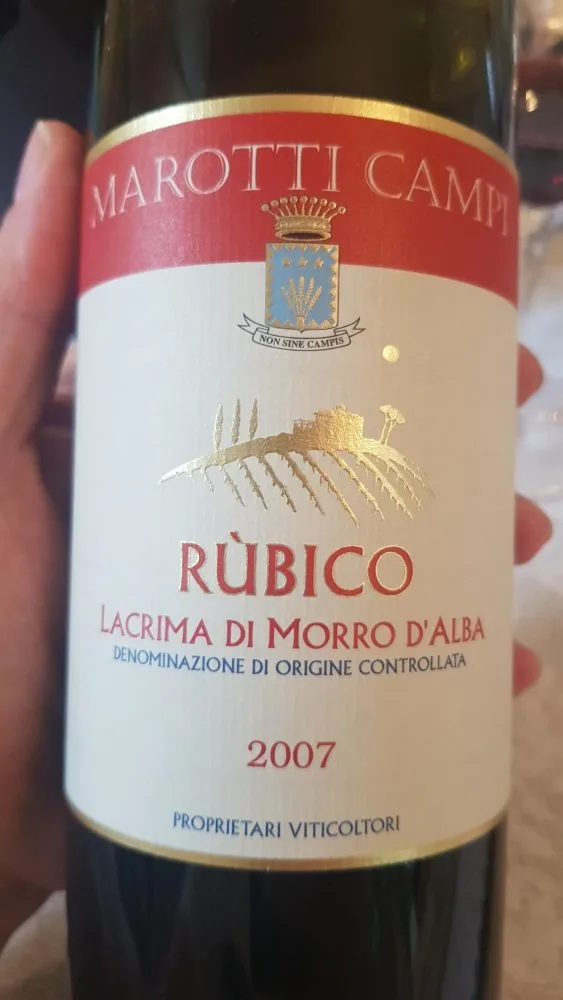 MAROTTI CAMPI
NON SINE CAMPIS
RÙBICO
LACRIMA DI MORRO D'ALBA
DENOMINAZIONE DI ORIGINE CONTROLLATA
2007
PROPRIETARI VITICOLTORI